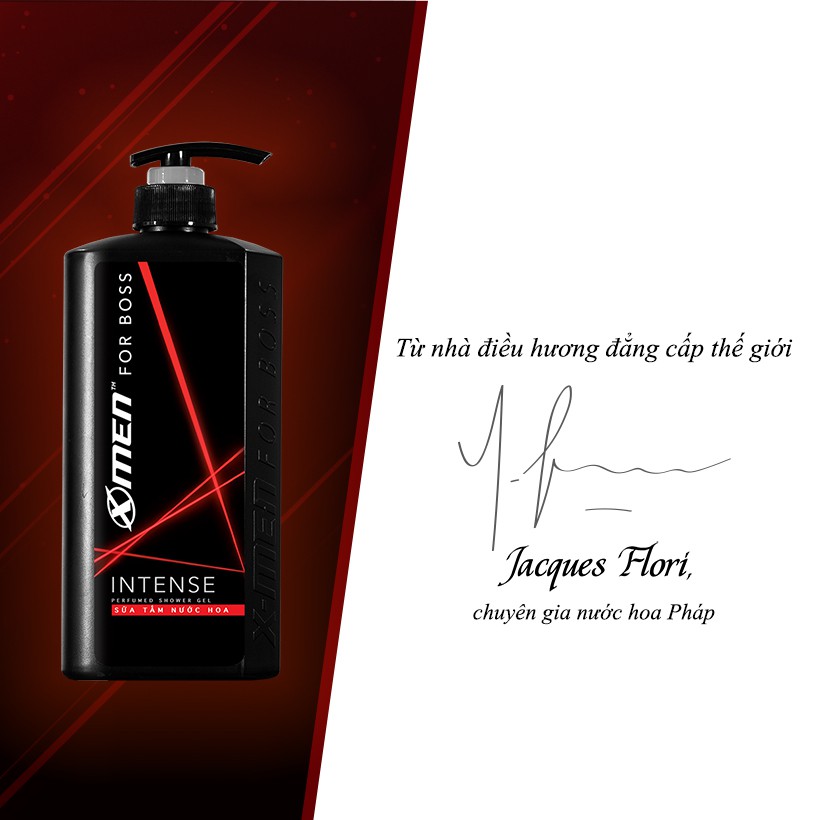 X-MEN™ FOR BOSS
X-MEN FOR BOSS
INTENSE
PERFUMED SHOWER GEL
SỮA TẮM NƯỚC HOA
Từ nhà điều hương đẳng cấp thế giới
Jacques Flori,
chuyên gia nước hoa Pháp